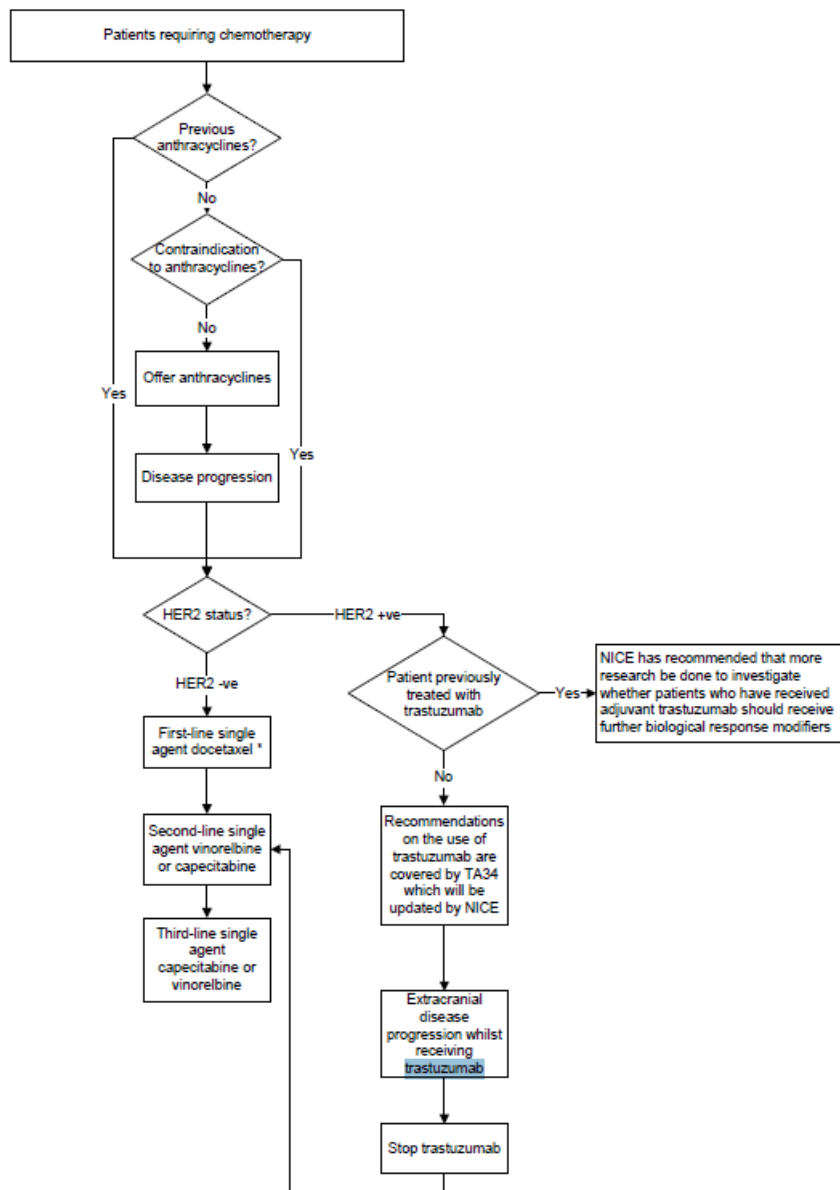 Patients requiring chemotherapy
Previous
anthracyclines?
No
Contraindication
to anthracyclines?
No
Offer anthracyclines
Yes
Yes
Disease progression
HER2 status?
HER2 +ve
HER2 -ve
Patient previously
treated with
trastuzumab
Yes
NICE has recommended that more
research be done to investigate
whether patients who have received
adjuvant trastuzumab should receive
further biological response modifiers
First-line single
agent docetaxel *
No
Second-line single
agent vinorelbine
or capecitabine
Recommendations
on the use of
trastuzumab are
covered by TA34
which will be
updated by NICE
Third-line single
agent
capecitabine or
vinorelbine
Extracranial
disease
progression whilst
receiving
trastuzumab
Stop trastuzumab